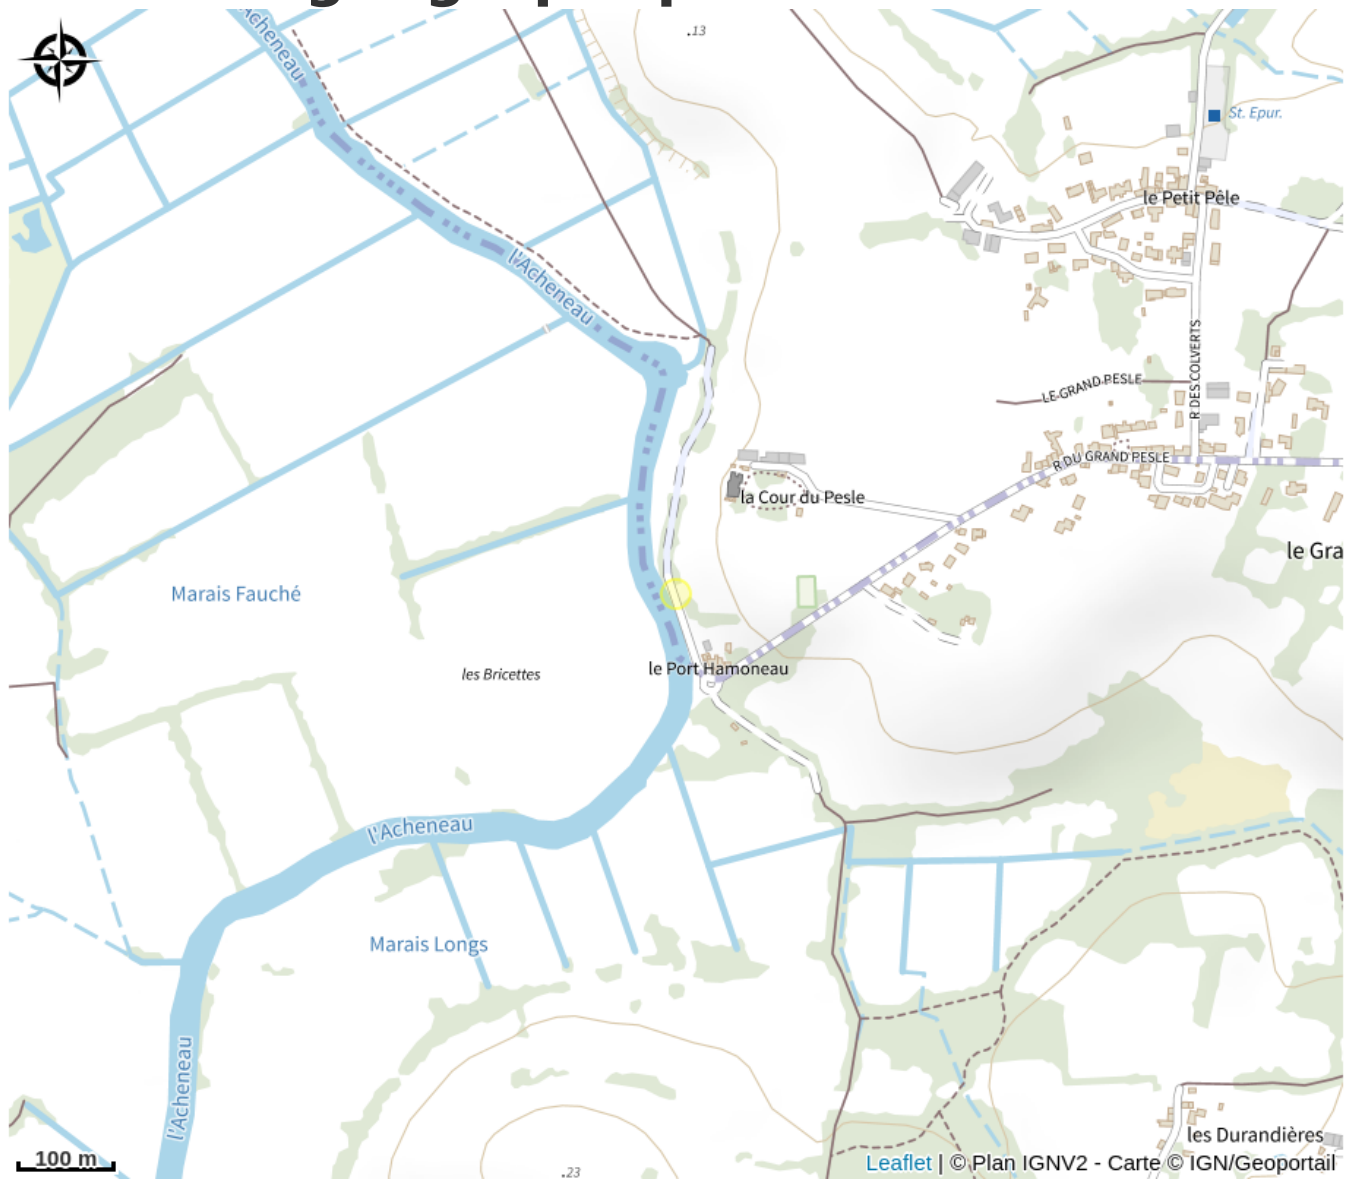 l'Acheneau
.13
St. Epur.
le Petit Pêle
l'Acheneau
R DES COLVERTS
LE GRAND PESLE
R DU GRAND PESLE
la Cour du Pesle
le Gra
Marais Fauché
les Bricettes
le Port Hamoneau
l'Acheneau
Marais Longs
l'Acheneau
les Durandières
100 m
.23
Leaflet | © Plan IGNV2 - Carte © IGN/Geoportail